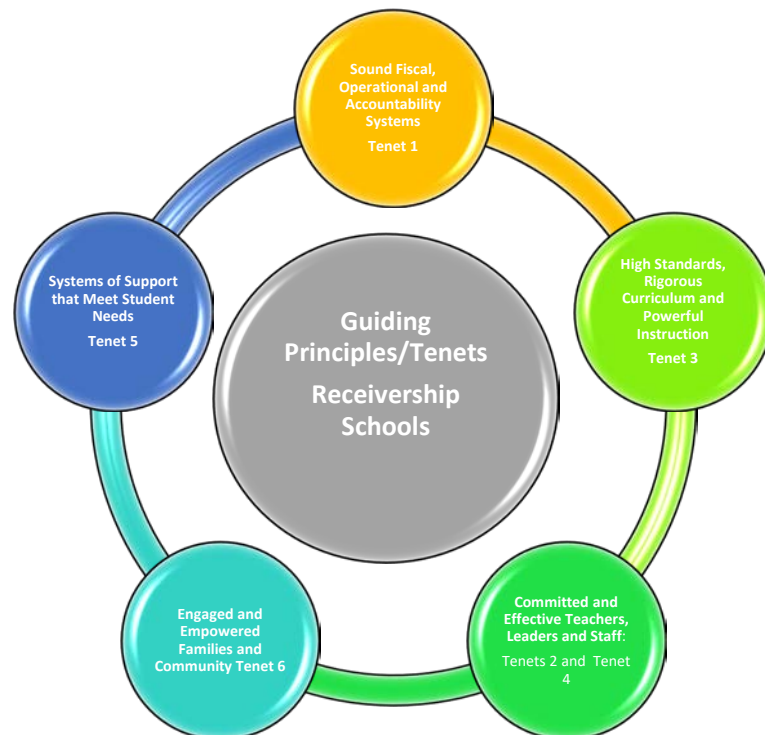 Sound Fiscal,
Operational and
Accountability
Systems
Tenet 1
High Standards,
Rigorous
Curriculum and
Powerful
Instruction
Tenet 3
Systems of Support
that Meet Student
Needs
Tenet 5
Guiding
Principles/Tenets
Receivership
Schools
Committed and
Effective Teachers,
Leaders and Staff:
Tenets 2 and Tenet
4
Engaged and
Empowered
Families and
Community Tenet 6